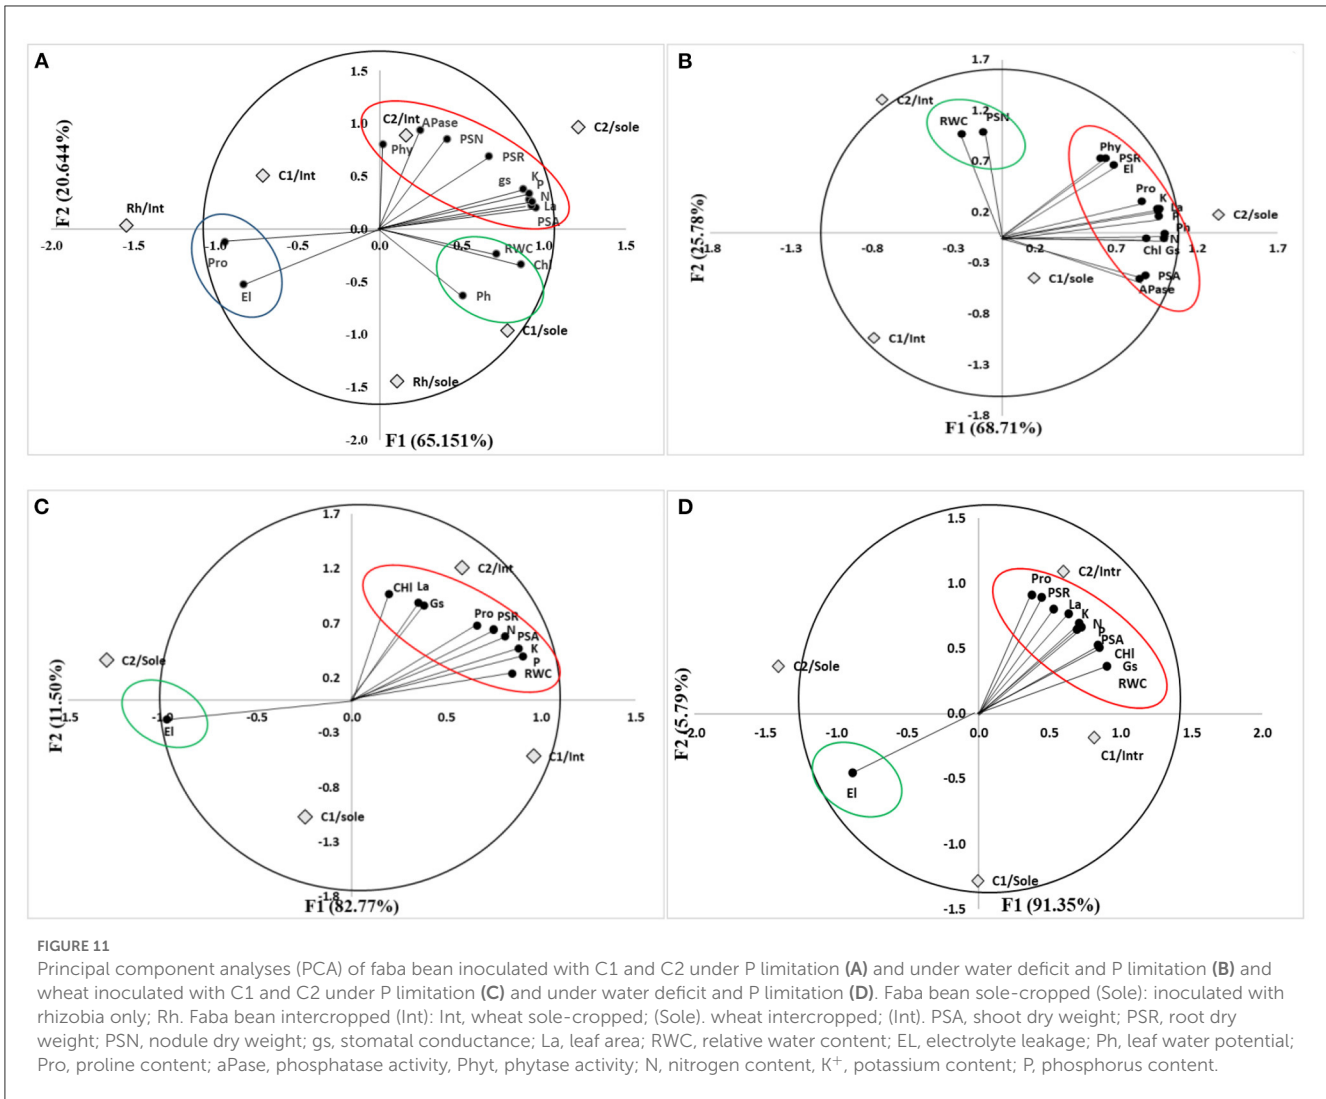 A
1.5
1.0
0.5
0.0
-0.5
-1.0
-1.5
-2.0
-2.0
-1.5
-1.0
-0.5
0.0
0.5
1.0
1.5
F2 (20.644%)
F1 (65.151%)
C2/Int
APase
PSN
Phy
PSR
C2/sole
gs
K
P
N
La
PSA
C1/Int
Rh/Int
Pro
El
RWC
Chl
Ph
C1/sole
Rh/sole
B
1.7
1.2
0.7
0.2
-0.3
-0.8
-1.3
-1.8
-1.8
-1.3
-0.8
-0.3
0.2
0.7
1.2
1.7
F2 (25.78%)
F1 (68.71%)
C2/Int
RWC
PSN
Phy
PSR
El
Pro
K
La
P
C2/sole
Ph
N
Chl
Gs
PSA
APase
C1/sole
C1/Int
C
1.7
1.2
0.7
0.2
-0.3
-0.8
-1.3
-1.8
1.5
-1.0
-0.5
0.0
0.5
1.0
1.5
F2 (11.50%)
F1 (82.77%)
C2/Int
CHl
La
Gs
Pro
PSR
N
PSA
K
P
RWC
C2/Sole
El
C1/Int
C1/sole
D
1.5
1.0
0.5
0.0
-0.5
-1.0
-1.5
2.0
-1.5
-1.0
-0.5
0.0
0.5
1.0
1.5
2.0
F2 (5.79%)
F1 (91.35%)
C2/Intr
Pro
PSR
La
K
N
P
PSA
CHl
Gs
RWC
C2/Sole
El
C1/Intr
C1/Sole
FIGURE 11
Principal component analyses (PCA) of faba bean inoculated with C1 and C2 under P limitation (A) and under water deficit and P limitation (B) and
wheat inoculated with C1 and C2 under P limitation (C) and under water deficit and P limitation (D). Faba bean sole-cropped (Sole): inoculated with
rhizobia only; Rh. Faba bean intercropped (Int): Int, wheat sole-cropped; (Sole). wheat intercropped; (Int). PSA, shoot dry weight; PSR, root dry
weight; PSN, nodule dry weight; gs, stomatal conductance; La, leaf area; RWC, relative water content; EL, electrolyte leakage; Ph, leaf water potential;
Pro, proline content; aPase, phosphatase activity, Phyt, phytase activity; N, nitrogen content, K⁺, potassium content; P, phosphorus content.